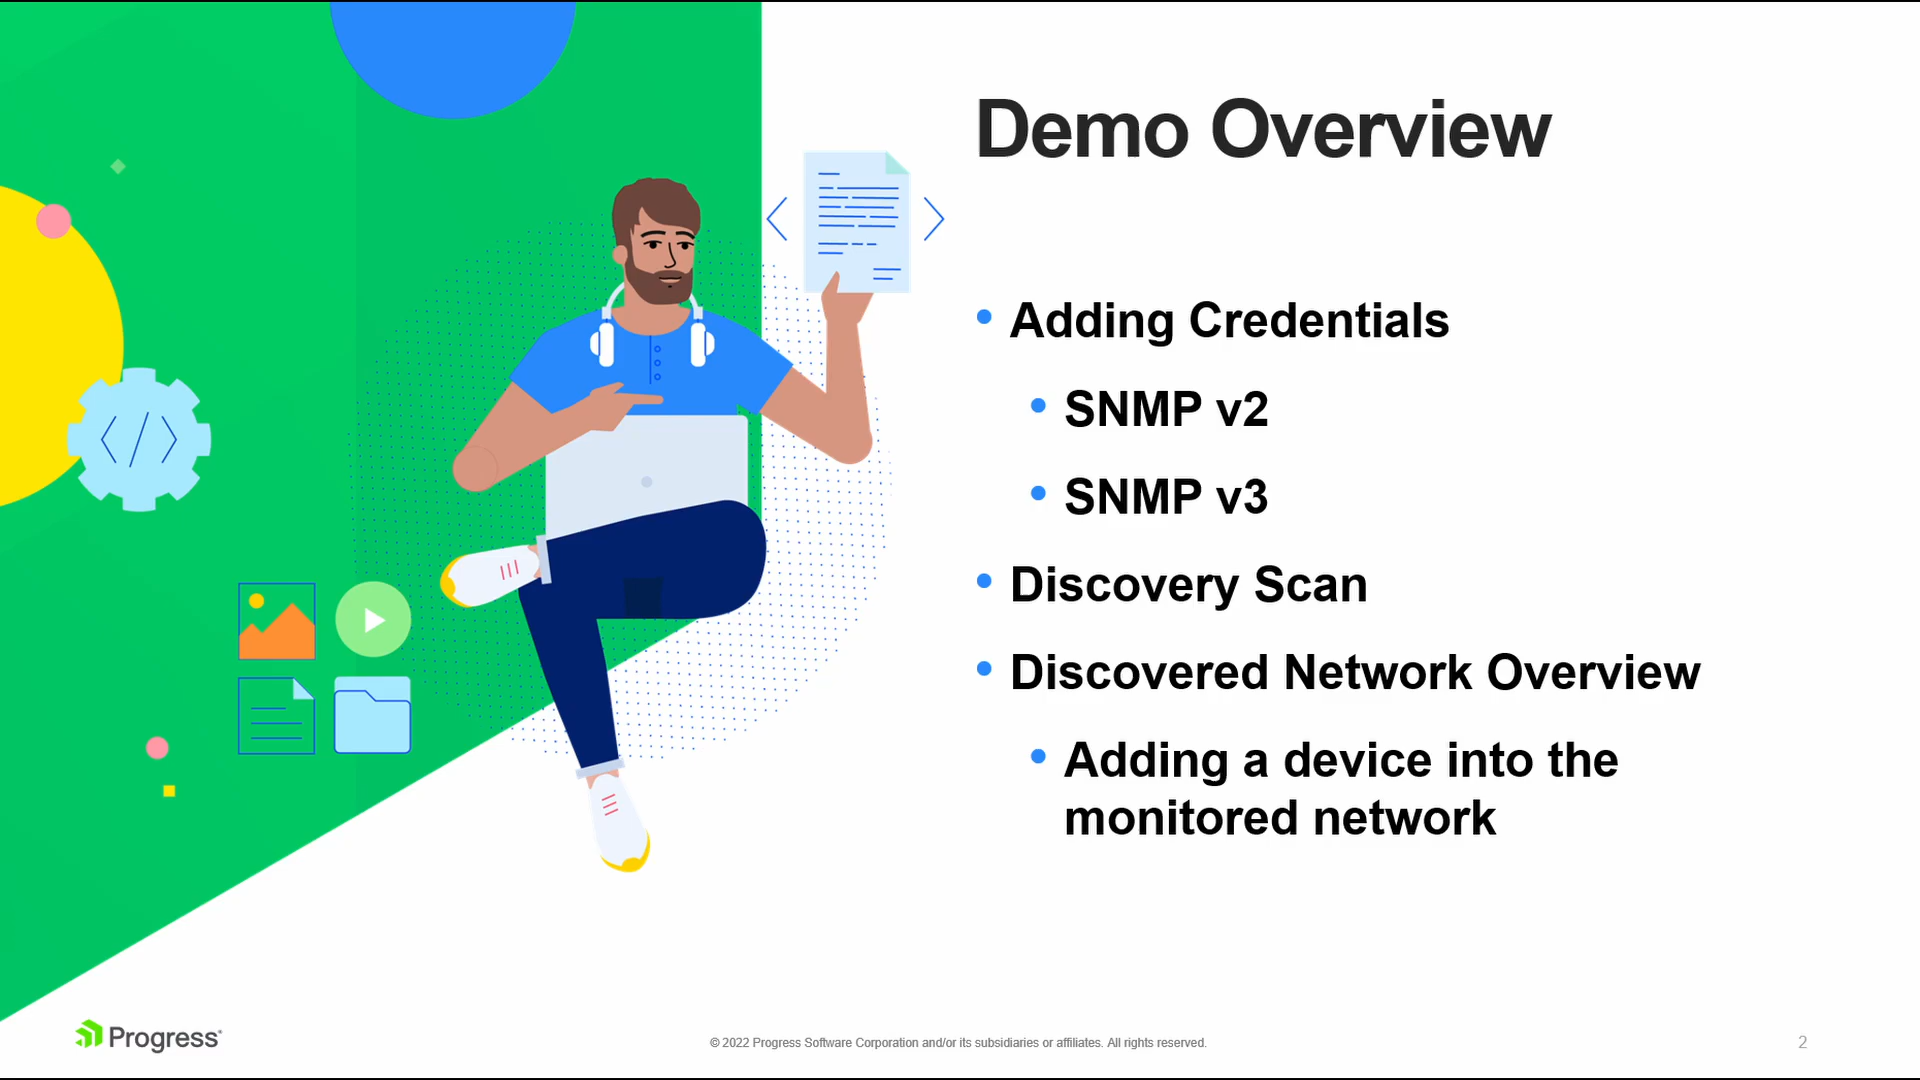 Demo Overview
• Adding Credentials
• SNMP v2
• SNMP v3
• Discovery Scan
• Discovered Network Overview
• Adding a device into the
monitored network
</>
Progress®
© 2022 Progress Software Corporation and/or its subsidiaries or affiliates. All rights reserved.
2